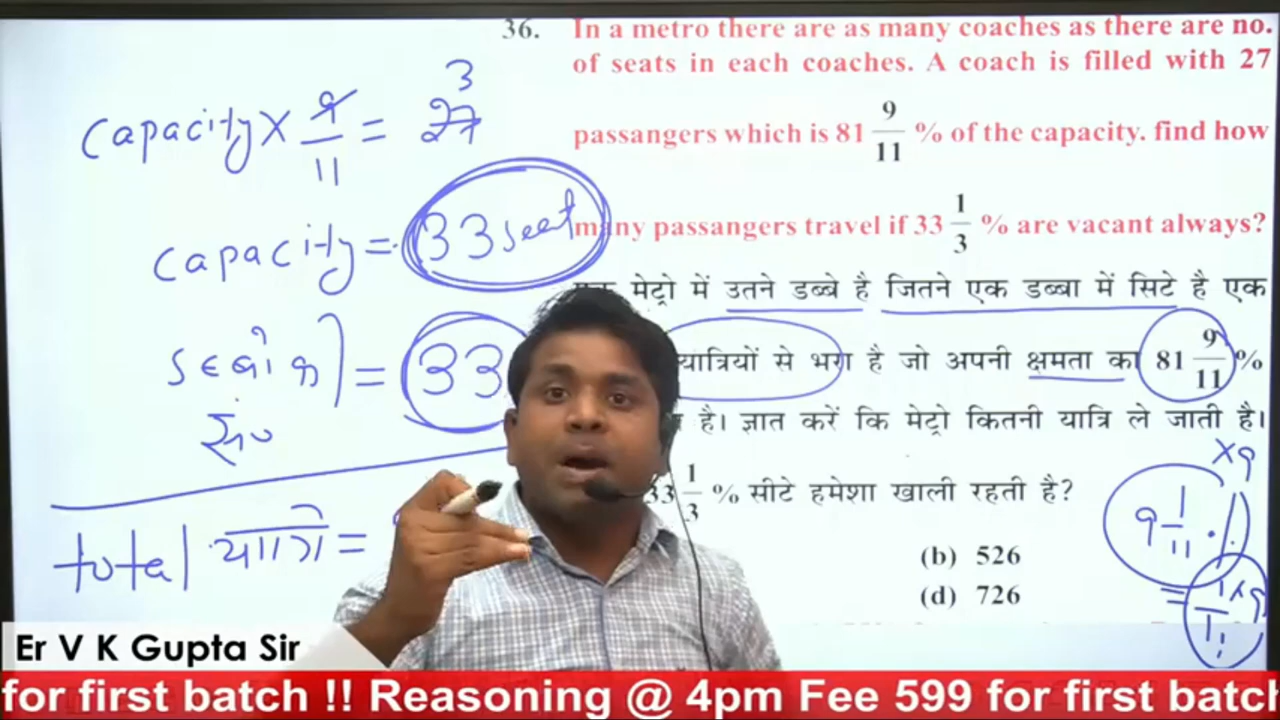 36. In a metro there are as many coaches as there are no.
of seats in each coaches. A coach is filled with 27
passangers which is 81 9/11 % of the capacity. find how
many passangers travel if 33 1/3 % are vacant always?
मेट्रो में उतने डब्बे है जितने एक डब्बा में सिटे है एक
यात्रियों से भरा है जो अपनी क्षमता का 81 9/11 %
है। ज्ञात करें कि मेट्रो कितनी यात्रि ले जाती है।
33 1/3 % सीटे हमेशा खाली रहती है?
(b) 526
(d) 726
Capacity × 9/11 = 27 3
Capacity = 33 seet
= 33
total यात्री =
×9
9 1/11 %
= 1/11 × 9
Er V K Gupta Sir
for first batch !! Reasoning @ 4pm Fee 599 for first batch